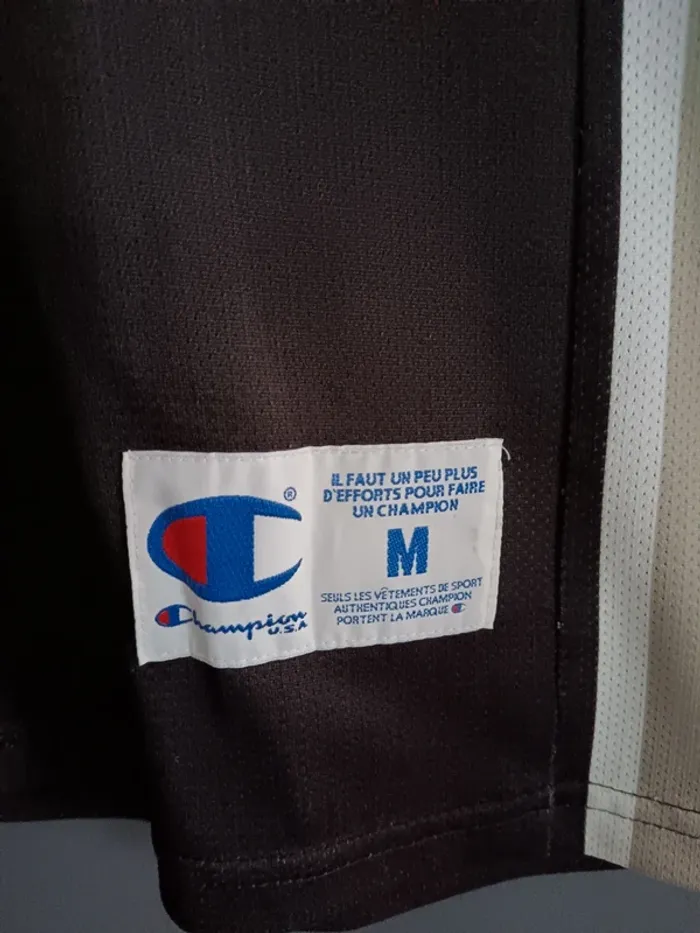 ®
Champion
U.S.A
IL FAUT UN PEU PLUS
D'EFFORTS POUR FAIRE
UN CHAMPION
M
SEULS LES VÊTEMENTS DE SPORT
AUTHENTIQUES CHAMPION
PORTENT LA MARQUE